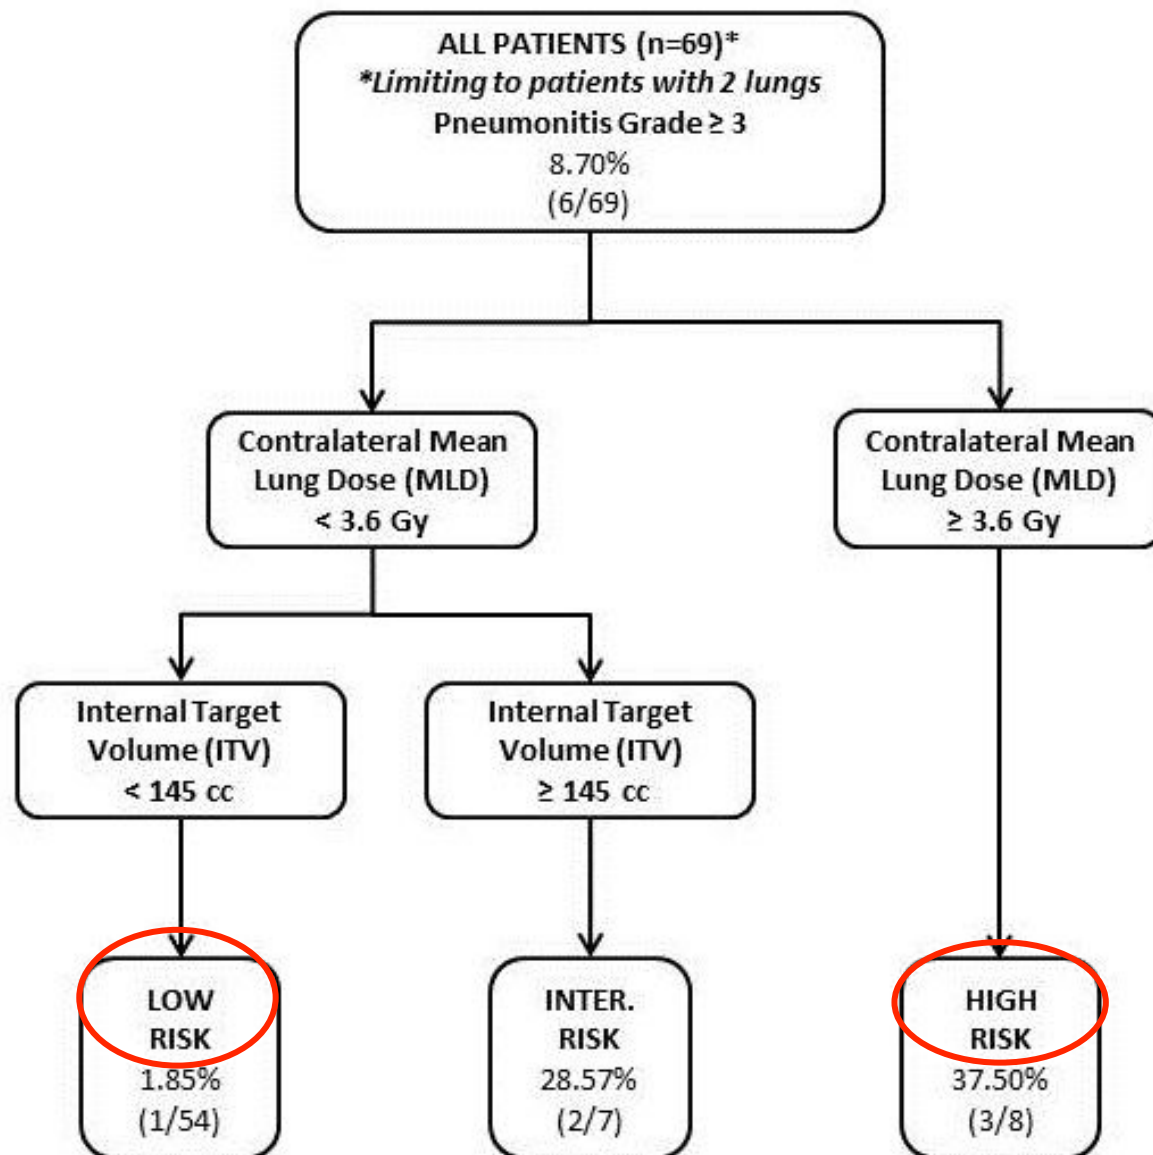 ALL PATIENTS (n=69)*
*Limiting to patients with 2 lungs
Pneumonitis Grade ≥ 3
8.70%
(6/69)
Contralateral Mean
Lung Dose (MLD)
< 3.6 Gy
Contralateral Mean
Lung Dose (MLD)
≥ 3.6 Gy
Internal Target
Volume (ITV)
< 145 cc
Internal Target
Volume (ITV)
≥ 145 cc
LOW
RISK
1.85%
(1/54)
INTER.
RISK
28.57%
(2/7)
HIGH
RISK
37.50%
(3/8)